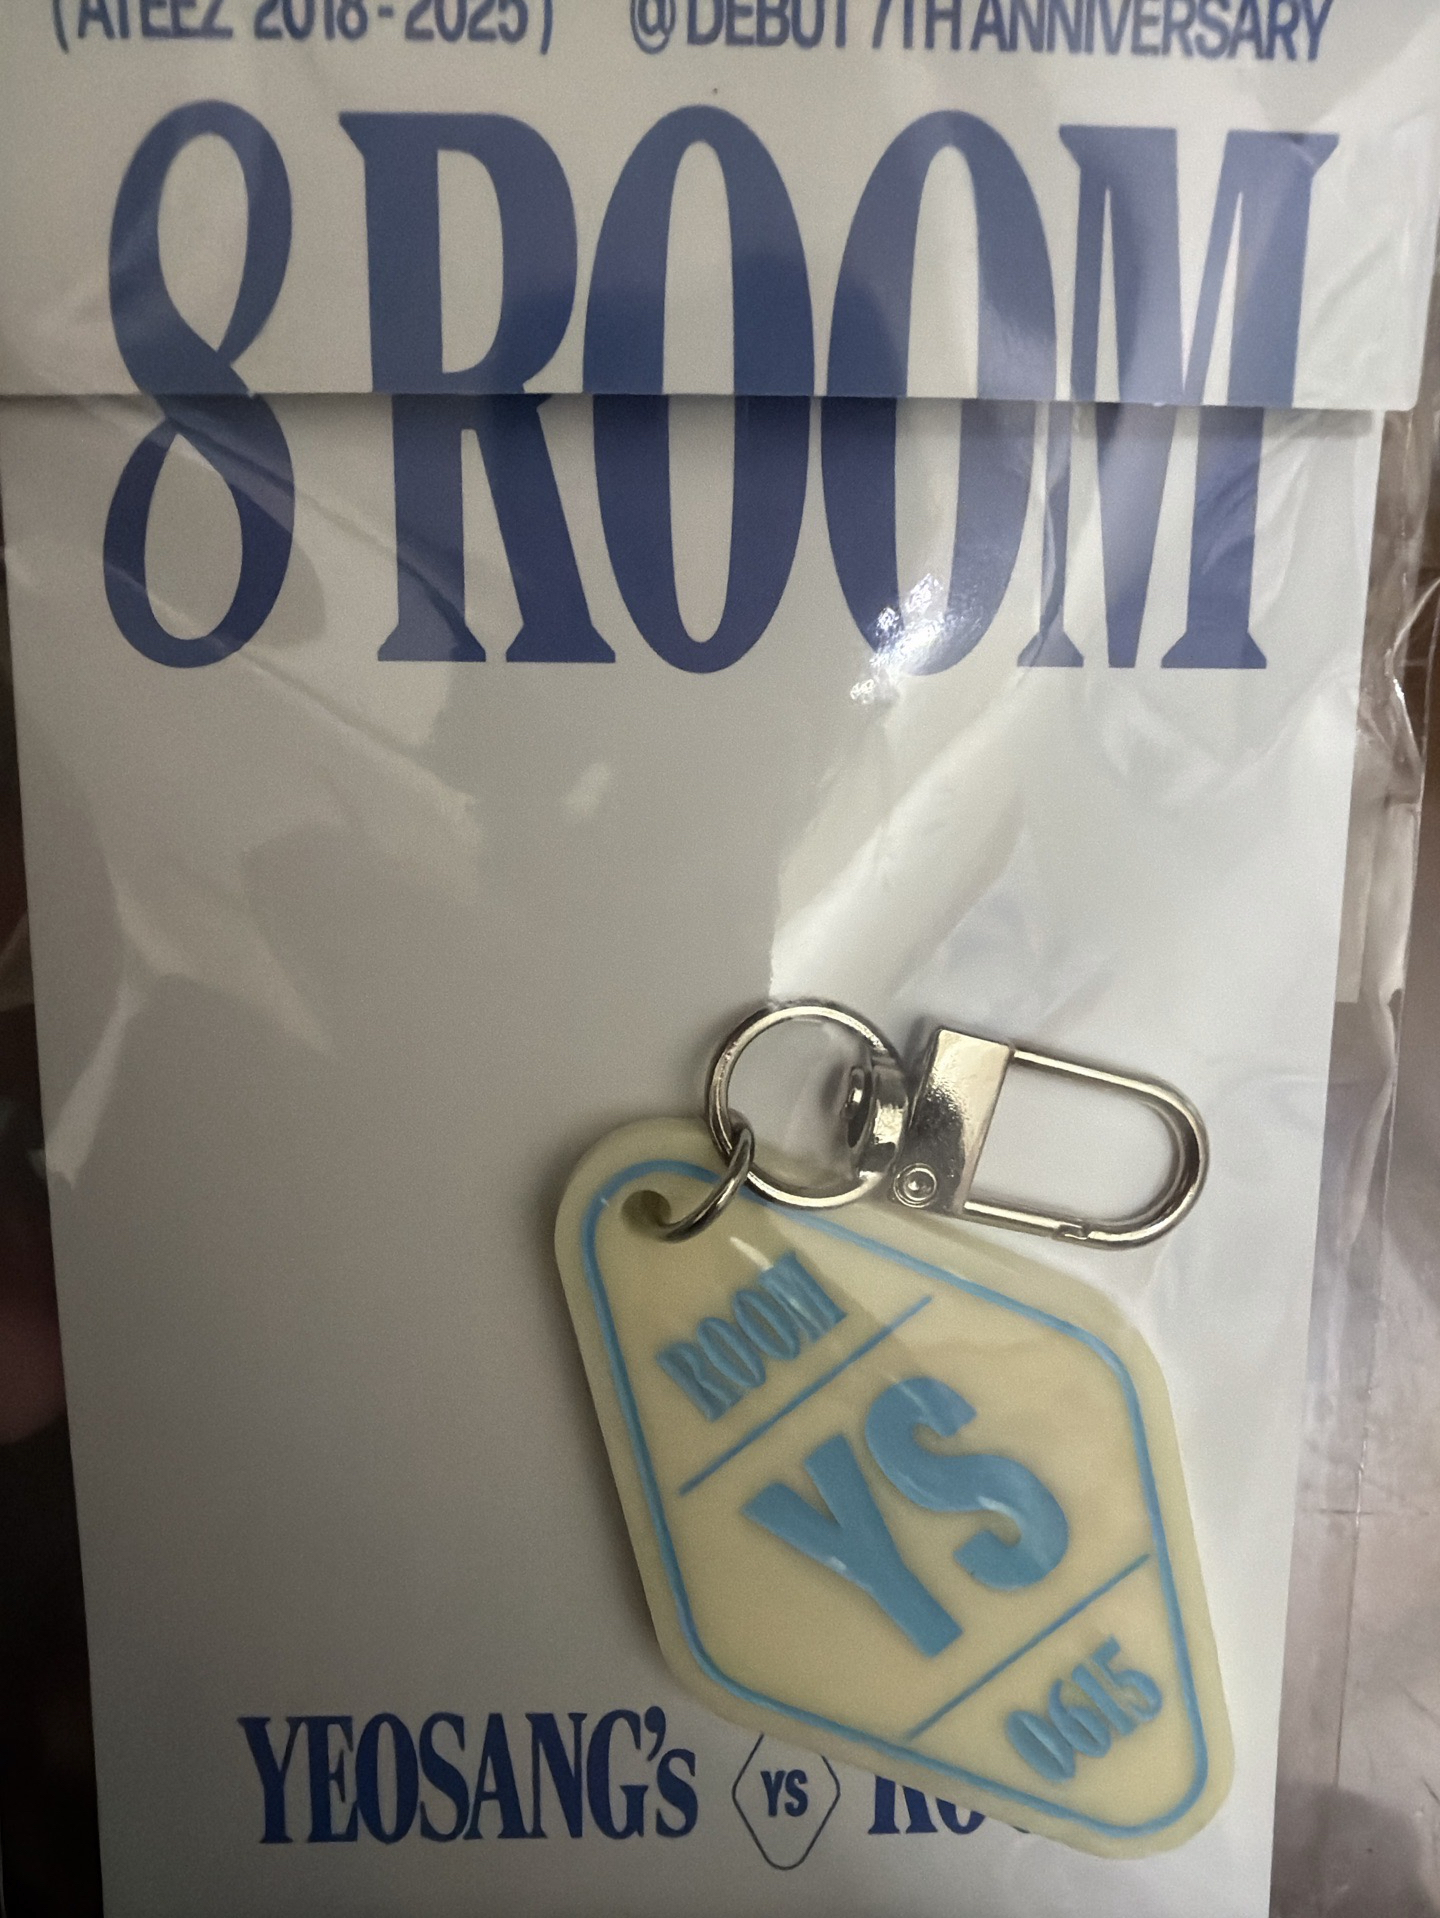 (ATEEZ 2018 - 2025) @ DEBUT 7TH ANNIVERSARY
8 ROOM
ROOM
YS
0615
YEOSANG's YS